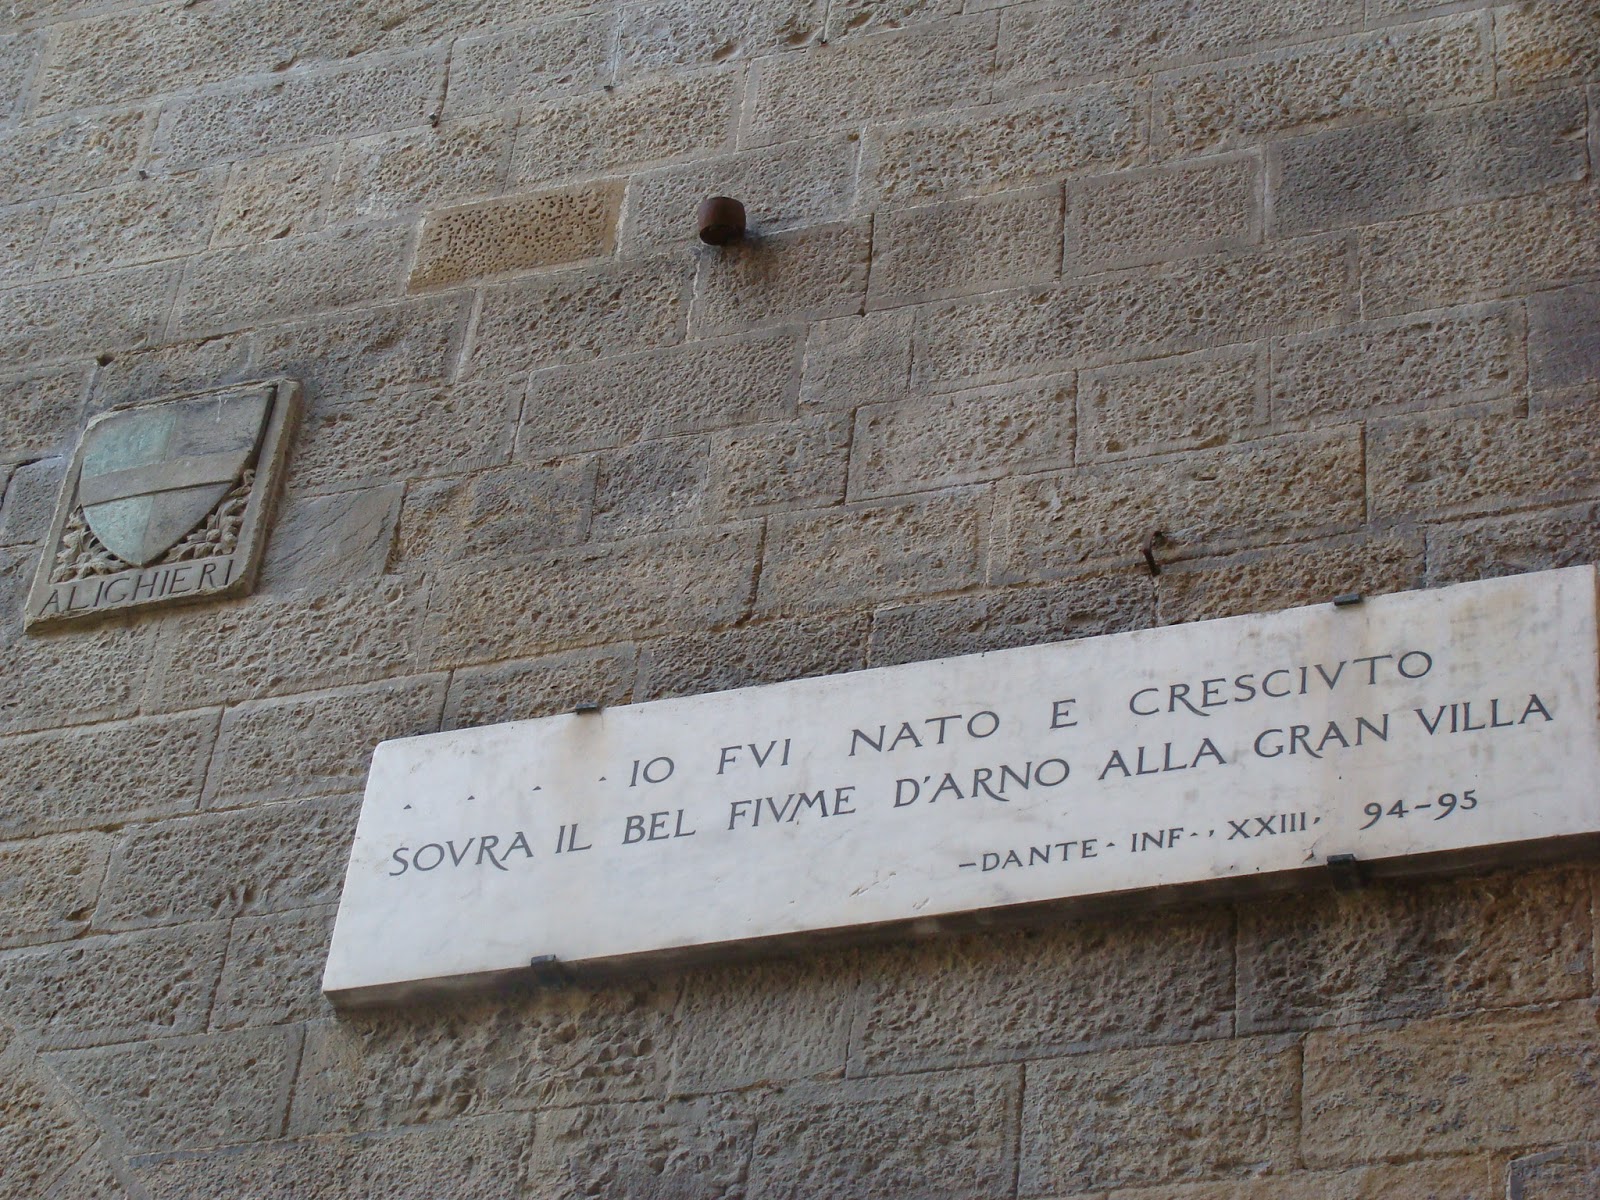 ALIGHIERI
. . . . IO FVI NATO E CRESCIVTO
SOVRA IL BEL FIVME D'ARNO ALLA GRAN VILLA
-DANTE· INF·, XXIII, 94-95